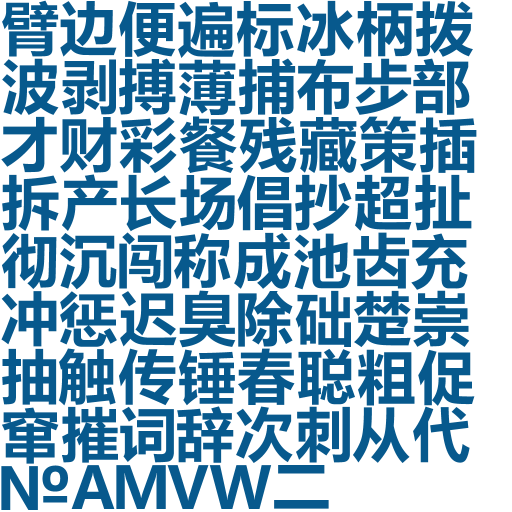 臂边便遍标冰柄拨
波剥搏薄捕布步部
才财彩餐残藏策插
拆产长场倡抄超扯
彻沉闯称成池齿充
冲惩迟臭除础楚崇
抽触传锤春聪粗促
窜摧词辞次刺从代
№AMVW二